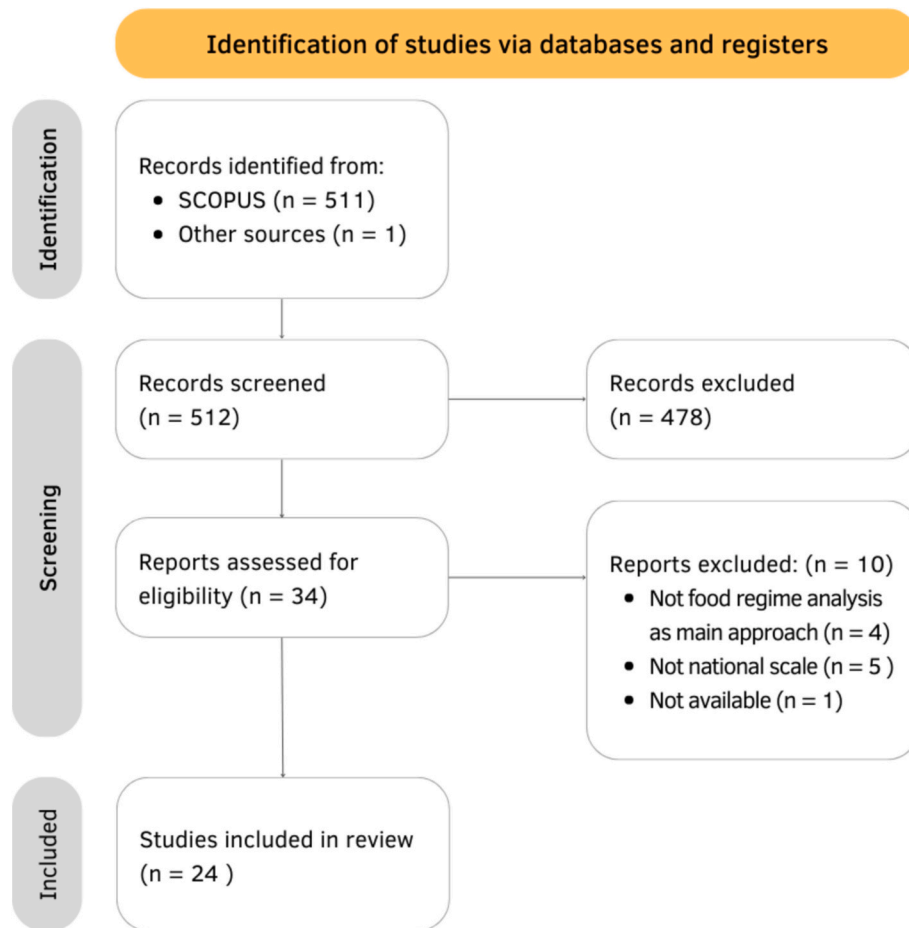 Identification of studies via databases and registers
Identification
Records identified from:
• SCOPUS (n = 511)
• Other sources (n = 1)
Screening
Records screened
(n = 512)
Records excluded
(n = 478)
Reports assessed for
eligibility (n = 34)
Reports excluded: (n = 10)
• Not food regime analysis
as main approach (n = 4)
• Not national scale (n = 5 )
• Not available (n = 1)
Included
Studies included in review
(n = 24 )